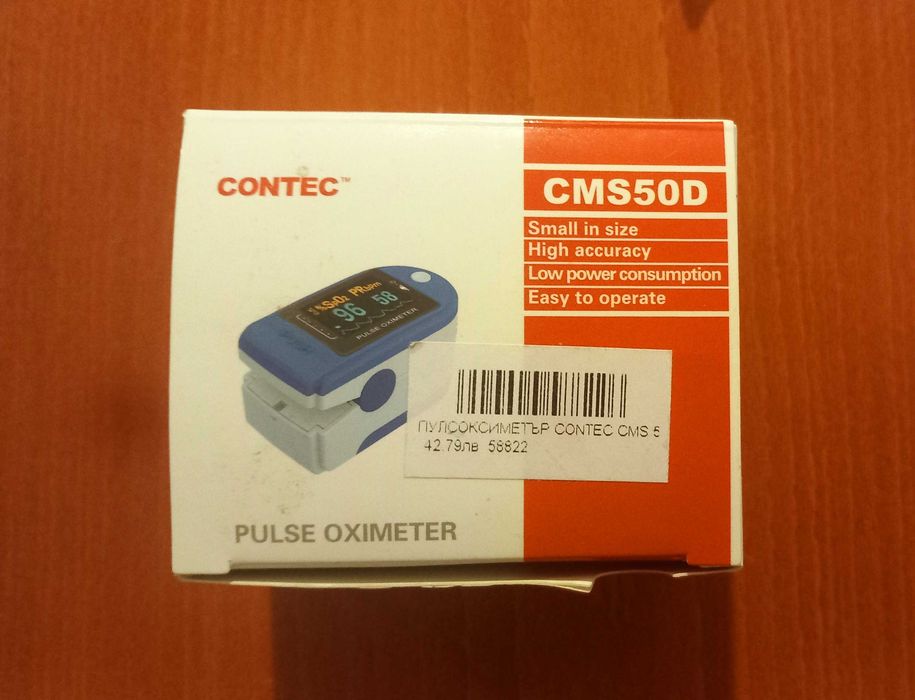 CONTEC™
CMS50D
Small in size
High accuracy
Low power consumption
Easy to operate
%SpO₂ PRbpm
96 58
PULSE OXIMETER
ПУЛСОКСИМЕТЪР CONTEC CMS 5
42.79лв 58822
PULSE OXIMETER